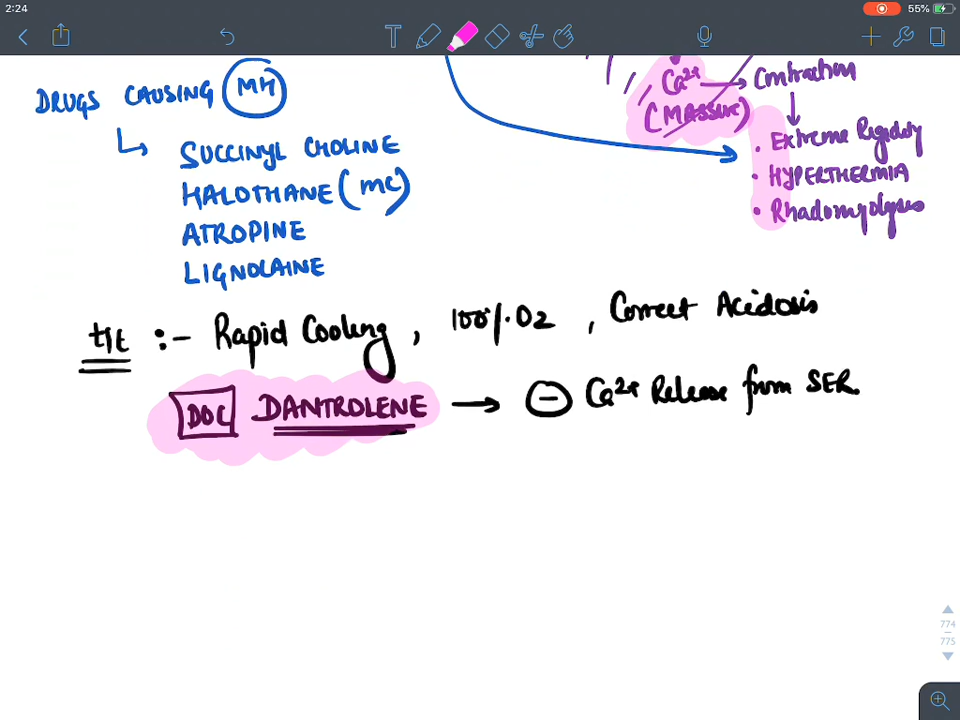 2:24
55%
T
Ca²⁺ → Contraction
(MASSIVE)
DRUGS CAUSING MH
• Extreme Rigidity
SUCCINYL CHOLINE
• HYPERTHERMIA
HALOTHANE (MC)
• Rhadomyolyses
ATROPINE
LIGNOCAINE
t/t :- Rapid Cooling, 100% O2, Correct Acidosis
DOC DANTROLENE → ⊖ Ca²⁺ Release from SER.
774
775